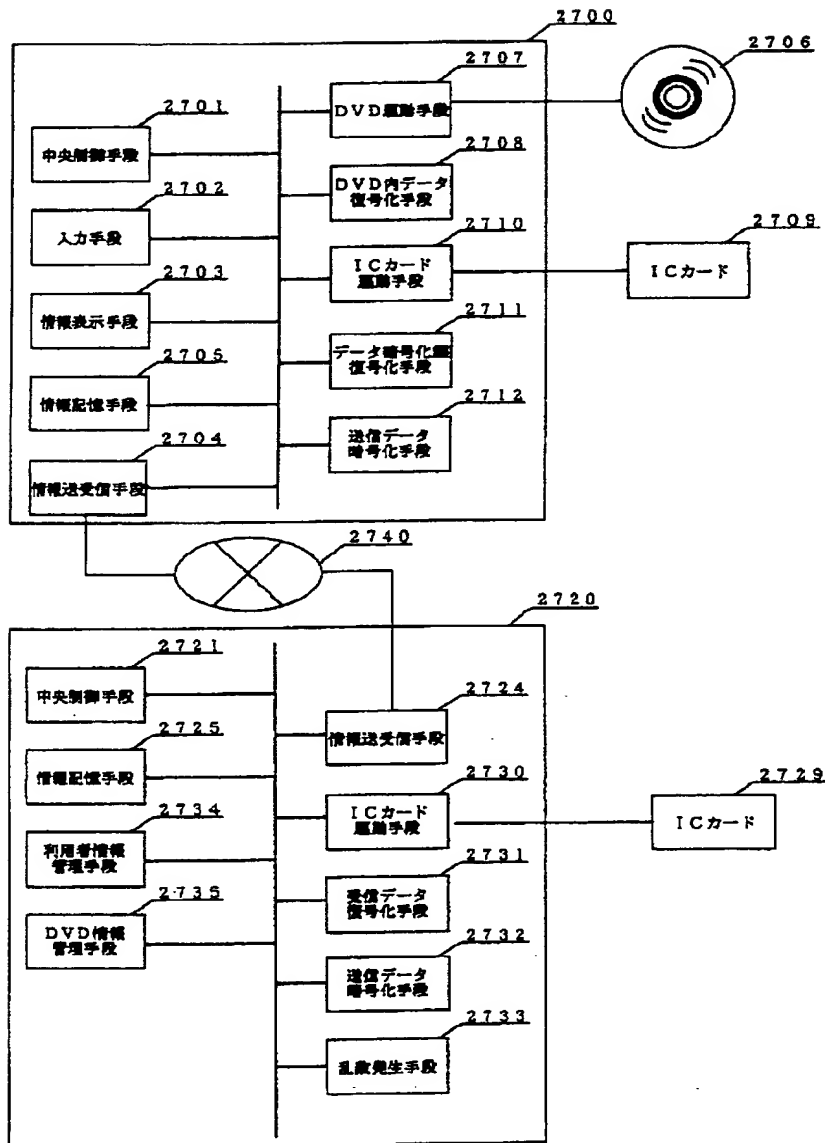 2700
2707
2706
DVD駆動手段
2701
中央制御手段
2708
DVD内データ
復号化手段
2702
入力手段
2710
ICカード
駆動手段
2709
ICカード
2703
情報表示手段
2711
データ暗号化鍵
復号化手段
2705
情報記憶手段
2712
送信データ
暗号化手段
2704
情報送受信手段
2740
2720
2721
中央制御手段
2724
情報送受信手段
2725
情報記憶手段
2730
ICカード
駆動手段
2729
ICカード
2734
利用者情報
管理手段
2731
受信データ
復号化手段
2735
DVD情報
管理手段
2732
送信データ
暗号化手段
2733
乱数発生手段